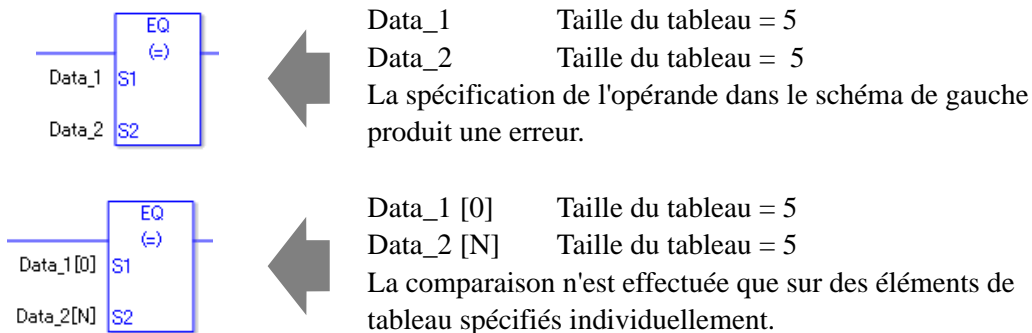 EQ
(=)
Data_1 S1
Data_2 S2
Data_1 Taille du tableau = 5
Data_2 Taille du tableau = 5
La spécification de l'opérande dans le schéma de gauche
produit une erreur.
EQ
(=)
Data_1[0] S1
Data_2[N] S2
Data_1 [0] Taille du tableau = 5
Data_2 [N] Taille du tableau = 5
La comparaison n'est effectuée que sur des éléments de
tableau spécifiés individuellement.